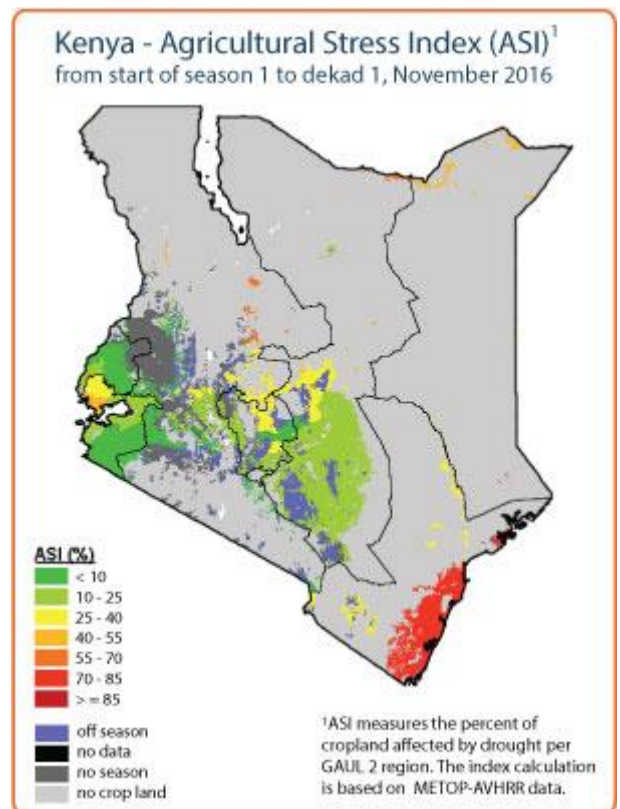 Kenya - Agricultural Stress Index (ASI)1
from start of season 1 to dekad 1, November 2016
ASI (%)
< 10
10 - 25
25 - 40
40 - 55
55 - 70
70 - 85
> = 85
off season
no data
no season
no crop land
1ASI measures the percent of
cropland affected by drought per
GAUL 2 region. The index calculation
is based on METOP-AVHRR data.